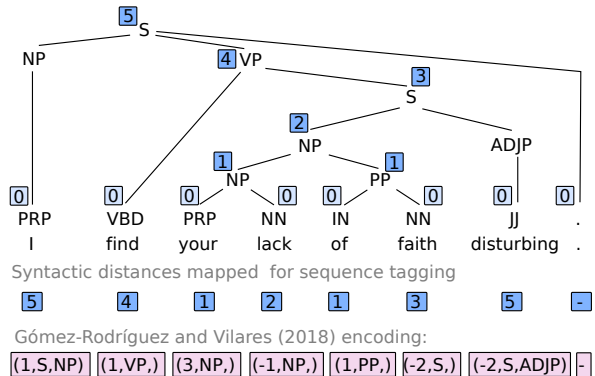 5 S
NP 4 VP 3
S
2
NP ADJP
1 1
NP PP
0 0 0 0 0 0 0 0
PRP VBD PRP NN IN NN JJ .
I find your lack of faith disturbing .
Syntactic distances mapped for sequence tagging
5 4 1 2 1 3 5 -
Gómez-Rodríguez and Vilares (2018) encoding:
(1,S,NP) (1,VP,) (3,NP,) (-1,NP,) (1,PP,) (-2,S,) (-2,S,ADJP) -